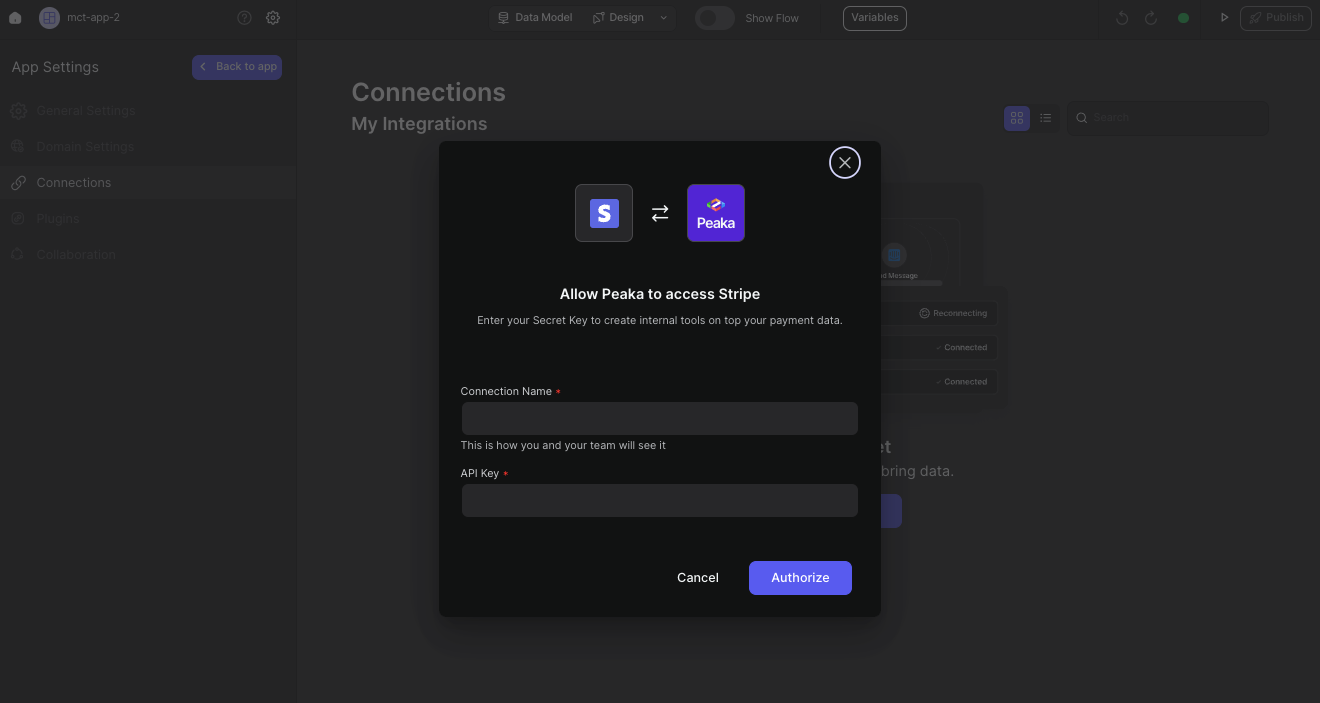 mct-app-2
Data Model
Design
Show Flow
Variables
Publish
App Settings
Back to app
General Settings
Domain Settings
Connections
Plugins
Collaboration
Connections
My Integrations
Search
S
Peaka
Allow Peaka to access Stripe
Enter your Secret Key to create internal tools on top your payment data.
Connection Name *
This is how you and your team will see it
API Key *
Cancel
Authorize
d Message
Reconnecting
Connected
Connected
et
bring data.